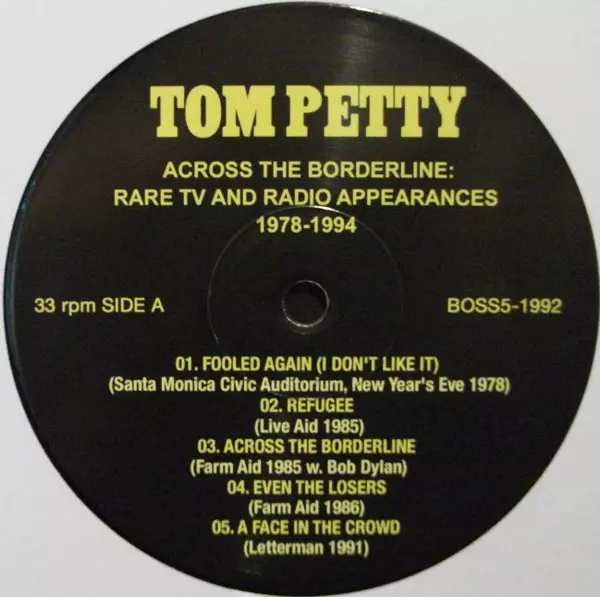 TOM PETTY
ACROSS THE BORDERLINE:
RARE TV AND RADIO APPEARANCES
1978-1994
33 rpm SIDE A
BOSS5-1992
01. FOOLED AGAIN (I DON'T LIKE IT)
(Santa Monica Civic Auditorium, New Year's Eve 1978)
02. REFUGEE
(Live Aid 1985)
03. ACROSS THE BORDERLINE
(Farm Aid 1985 w. Bob Dylan)
04. EVEN THE LOSERS
(Farm Aid 1986)
05. A FACE IN THE CROWD
(Letterman 1991)